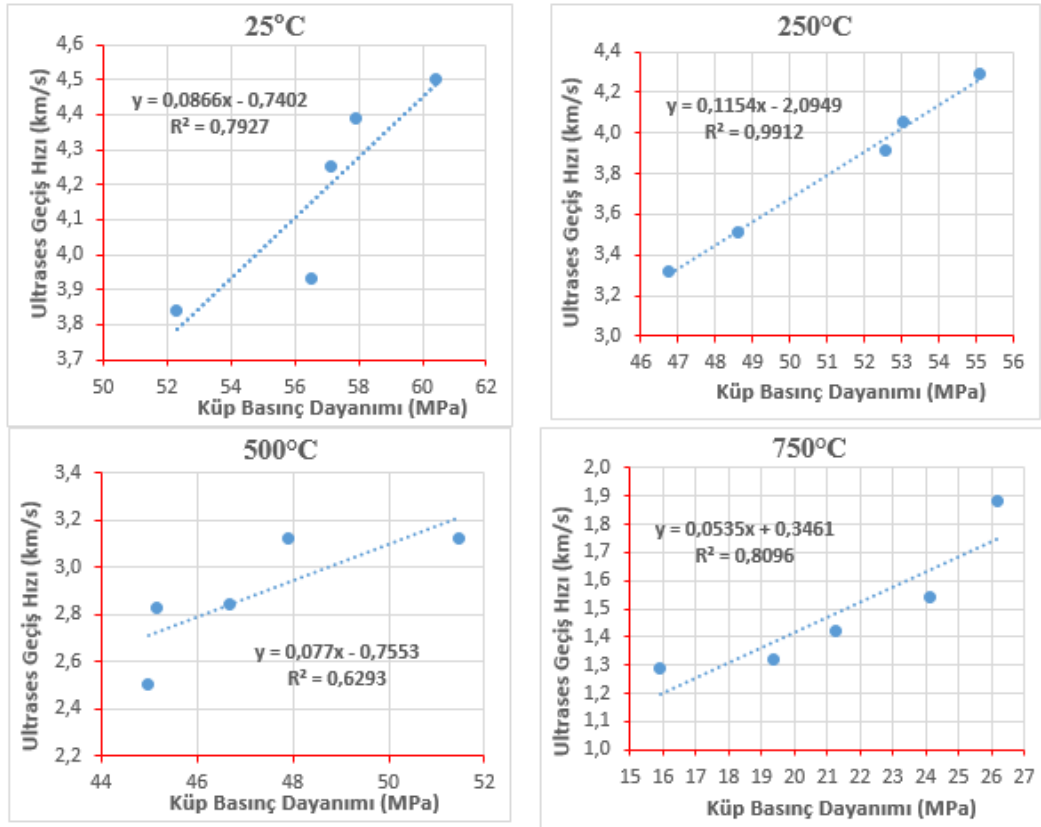 25°C
4,6
4,5
4,4
4,3
4,2
4,1
4,0
3,9
3,8
3,7
Ultrases Geçiş Hızı (km/s)
y = 0,0866x - 0,7402
R² = 0,7927
50 52 54 56 58 60 62
Küp Basınç Dayanımı (MPa)
250°C
4,4
4,2
4,0
3,8
3,6
3,4
3,2
3,0
Ultrases Geçiş Hızı (km/s)
y = 0,1154x - 2,0949
R² = 0,9912
46 47 48 49 50 51 52 53 54 55 56
Küp Basınç Dayanımı (MPa)
500°C
3,4
3,2
3,0
2,8
2,6
2,4
2,2
Ultrases Geçiş Hızı (km/s)
y = 0,077x - 0,7553
R² = 0,6293
44 46 48 50 52
Küp Basınç Dayanımı (MPa)
750°C
2,0
1,9
1,8
1,7
1,6
1,5
1,4
1,3
1,2
1,1
1,0
Ultrases Geçiş Hızı (km/s)
y = 0,0535x + 0,3461
R² = 0,8096
15 16 17 18 19 20 21 22 23 24 25 26 27
Küp Basınç Dayanımı (MPa)